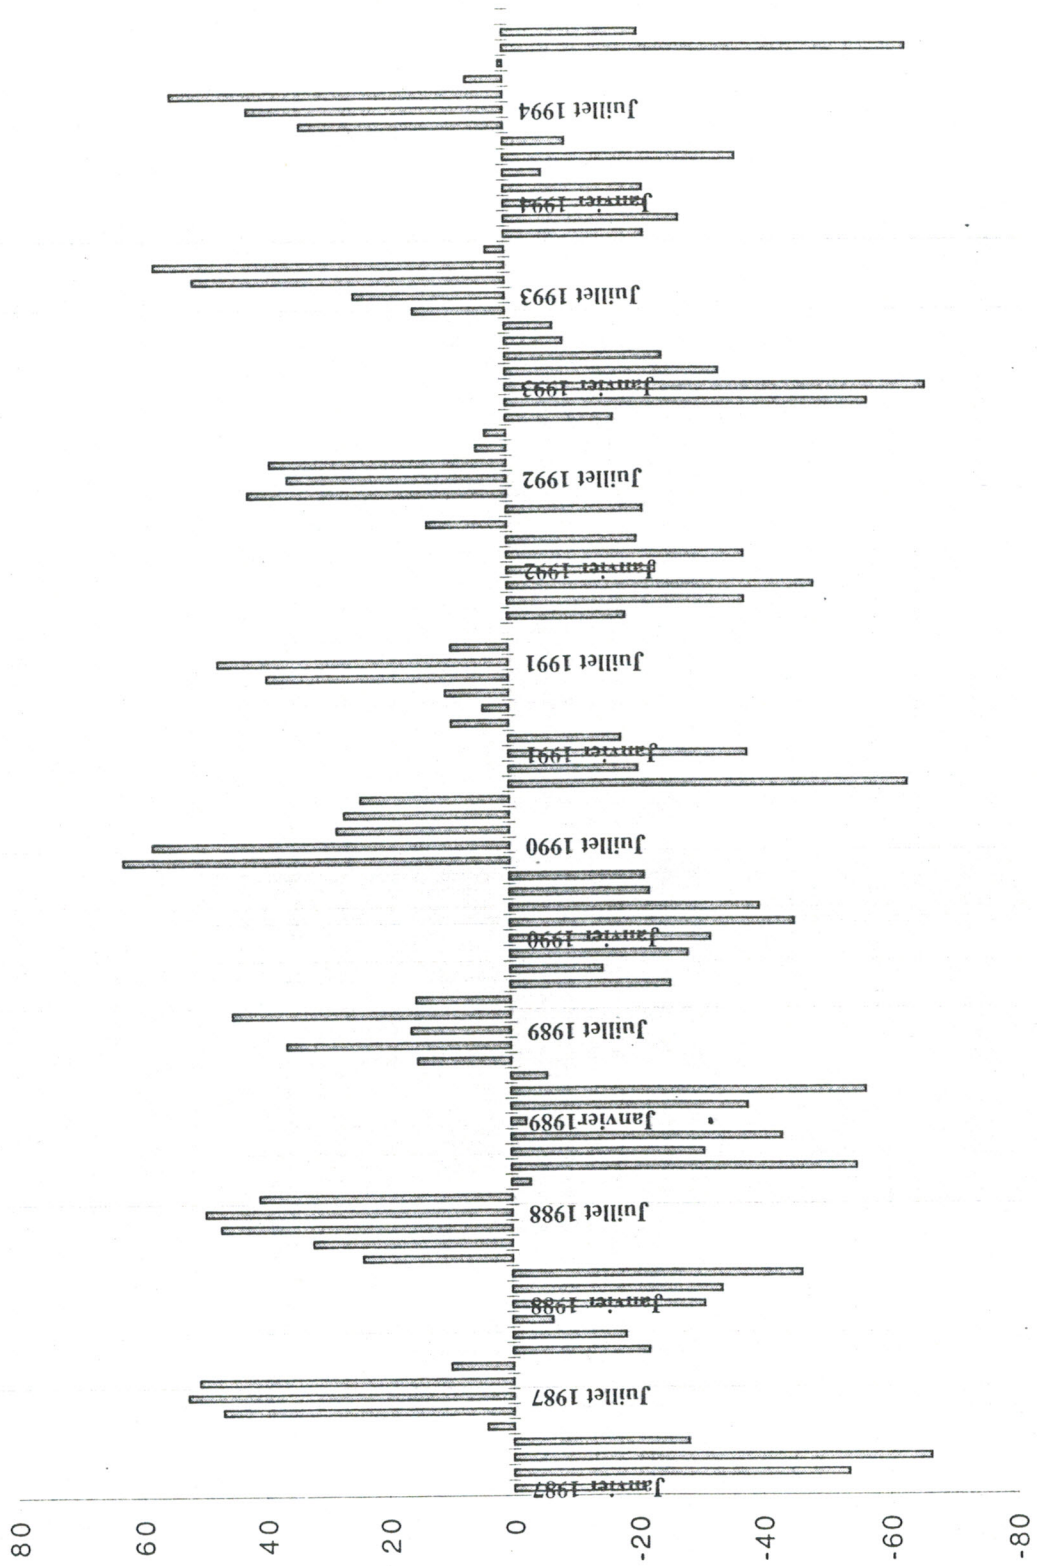 80
60
40
20
0
-20
-40
-60
-80
Janvier 1987
Juillet 1987
Janvier 1988
Juillet 1988
Janvier1989
Juillet 1989
Janvier 1990
Juillet 1990
Janvier 1991
Juillet 1991
Janvier 1992
Juillet 1992
Janvier 1993
Juillet 1993
Janvier 1994
Juillet 1994